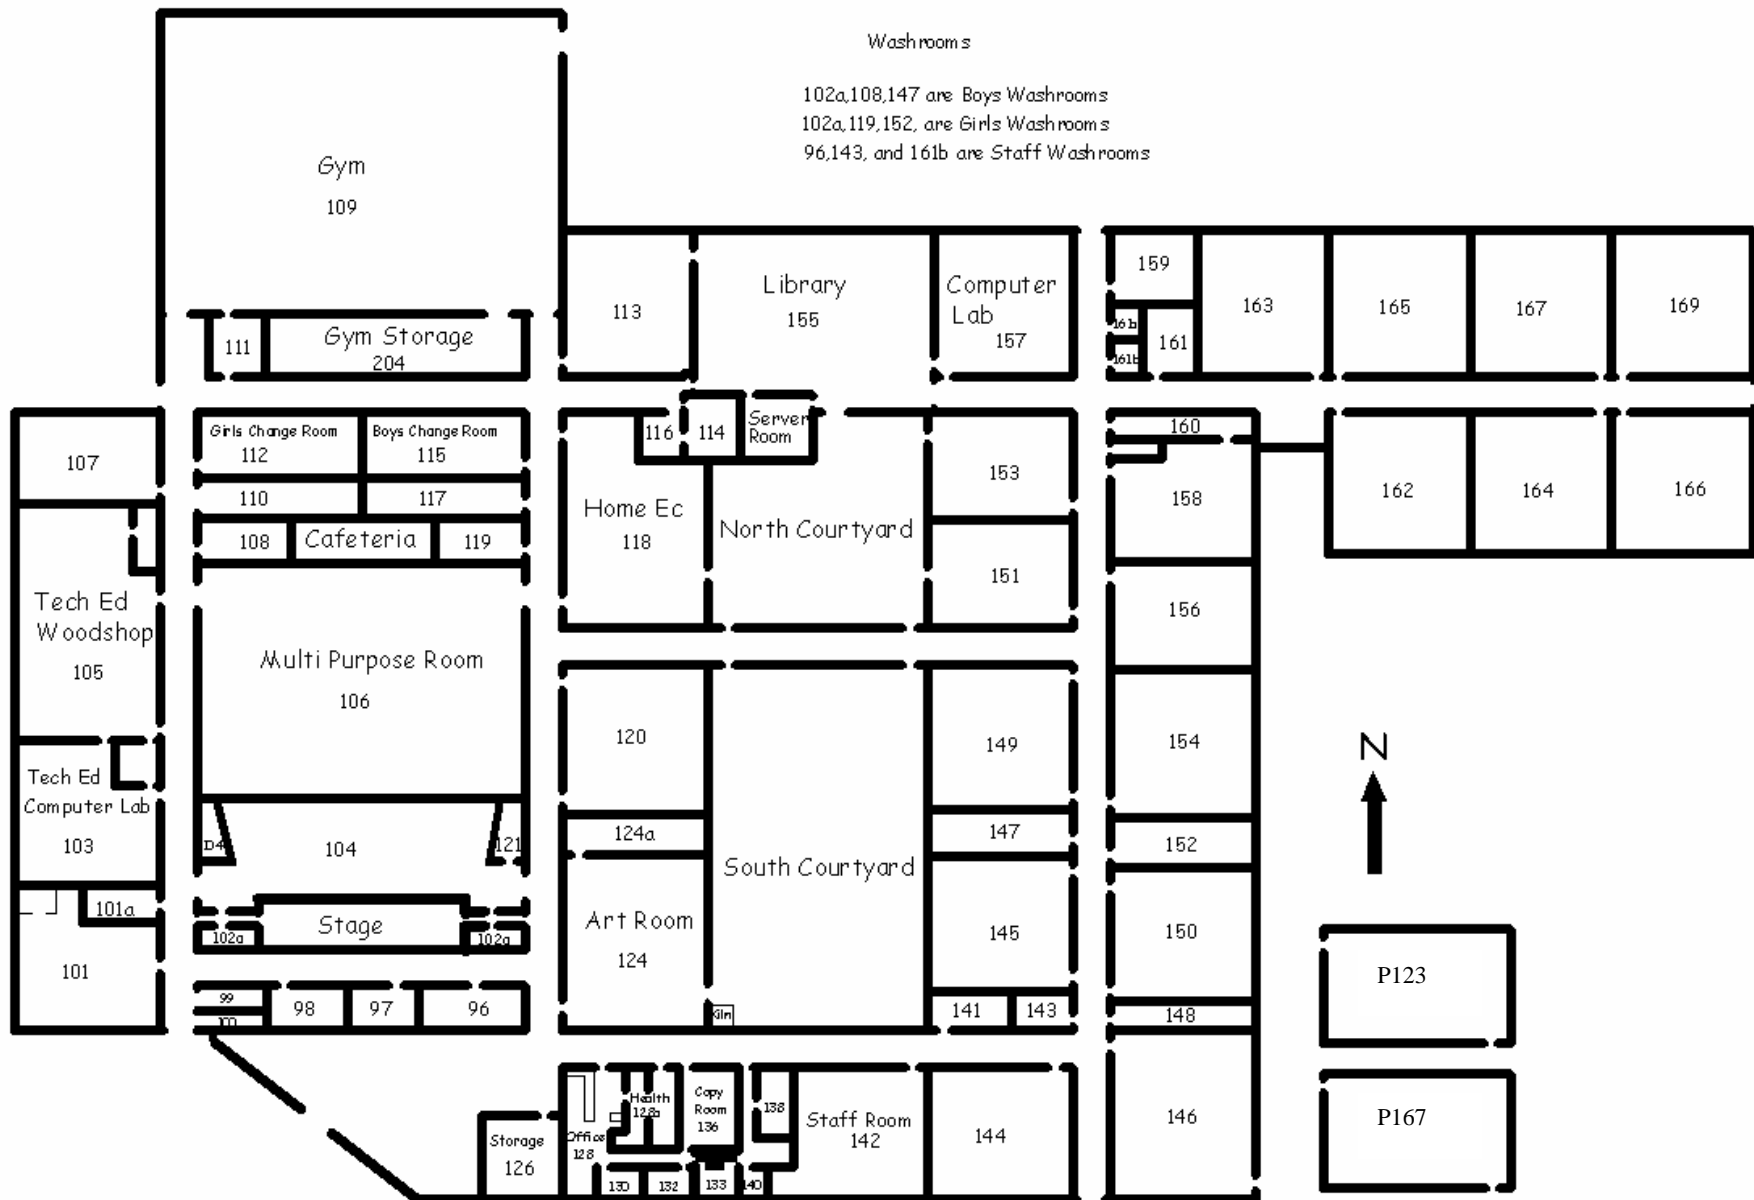 Washrooms
102a,108,147 are Boys Washrooms
102a,119,152, are Girls Washrooms
96,143, and 161b are Staff Washrooms
Gym
109
111
Gym Storage
204
113
Library
155
Computer
Lab
157
159
161b
161b
161
163
165
167
169
107
Girls Change Room
112
Boys Change Room
115
110
117
108
Cafeteria
119
116
114
Server
Room
Home Ec
118
North Courtyard
153
151
160
158
162
164
166
Tech Ed
Woodshop
105
Multi Purpose Room
106
156
154
120
149
N
Tech Ed
Computer Lab
103
104
121
124a
147
152
South Courtyard
101a
101
Stage
102a
102a
Art Room
124
145
150
P123
99
100
98
97
96
Kiln
141
143
148
Storage
126
Office
128
Health
128a
Copy
Room
136
138
Staff Room
142
144
146
P167
130
132
133
140